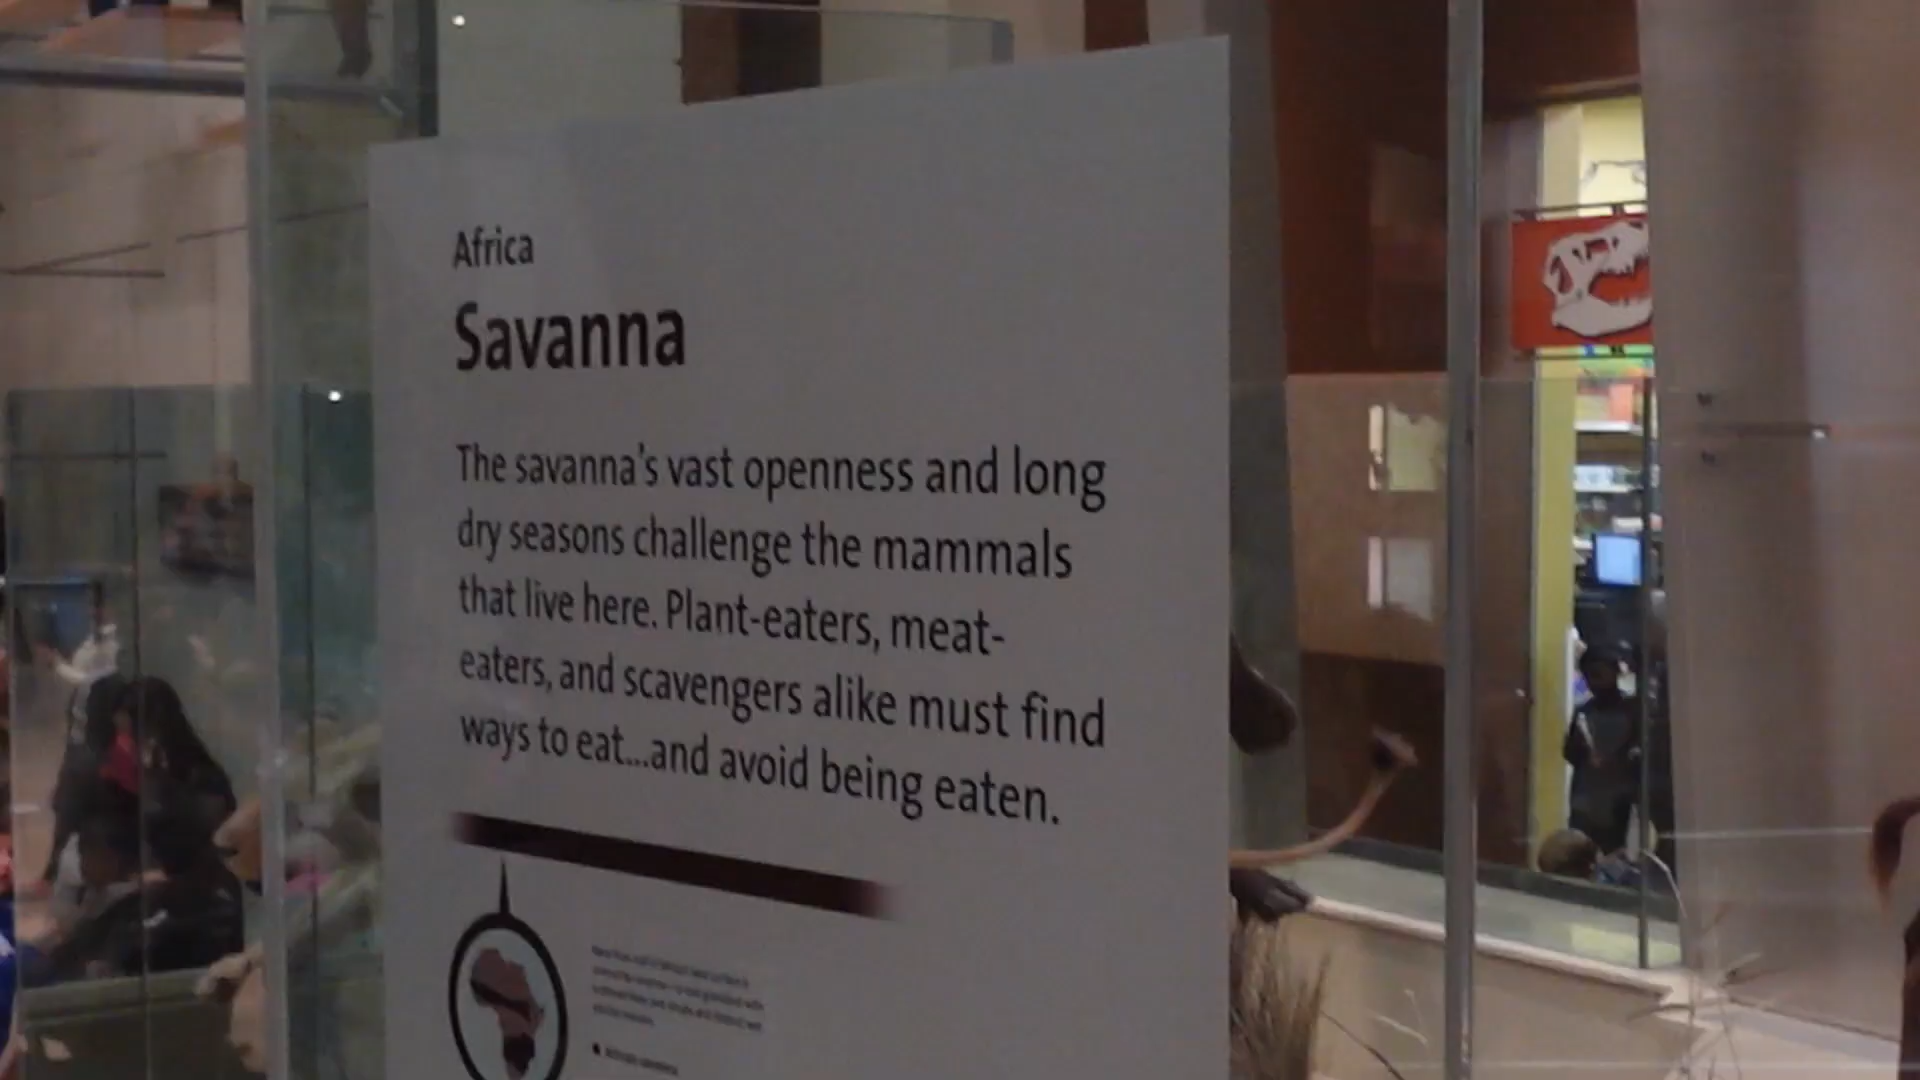 Africa
Savanna
The savanna's vast openness and long
dry seasons challenge the mammals
that live here. Plant-eaters, meat-
eaters, and scavengers alike must find
ways to eat...and avoid being eaten.